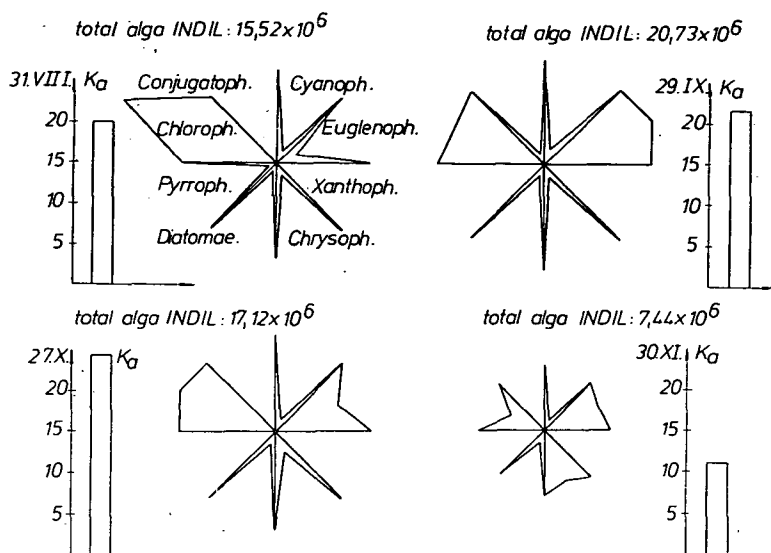 total alga INDIL: 15,52x10⁶
31.VIII. Ka
20
15
10
5
Conjugatoph.
Cyanoph.
Chloroph.
Euglenoph.
Pyrroph.
Xanthoph.
Diatomae.
Chrysoph.
total alga INDIL: 20,73x10⁶
29.IX. Ka
20
15
10
5
total alga INDIL: 17,12x10⁶
27.X. Ka
20
15
10
5
total alga INDIL: 7,44x10⁶
30.XI. Ka
20
15
10
5